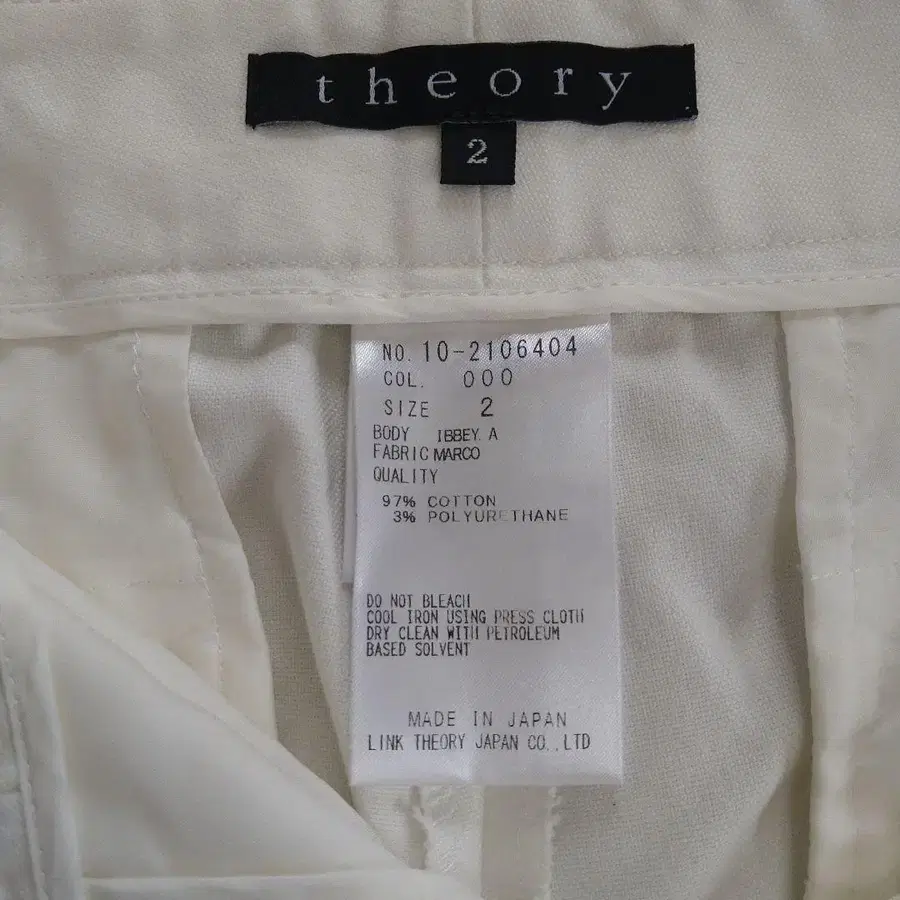 theory
2
NO. 10-2106404
COL. 000
SIZE 2
BODY IBBEY. A
FABRIC MARCO
QUALITY
97% COTTON
3% POLYURETHANE
DO NOT BLEACH
COOL IRON USING PRESS CLOTH
DRY CLEAN WITH PETROLEUM
BASED SOLVENT
MADE IN JAPAN
LINK THEORY JAPAN CO., LTD